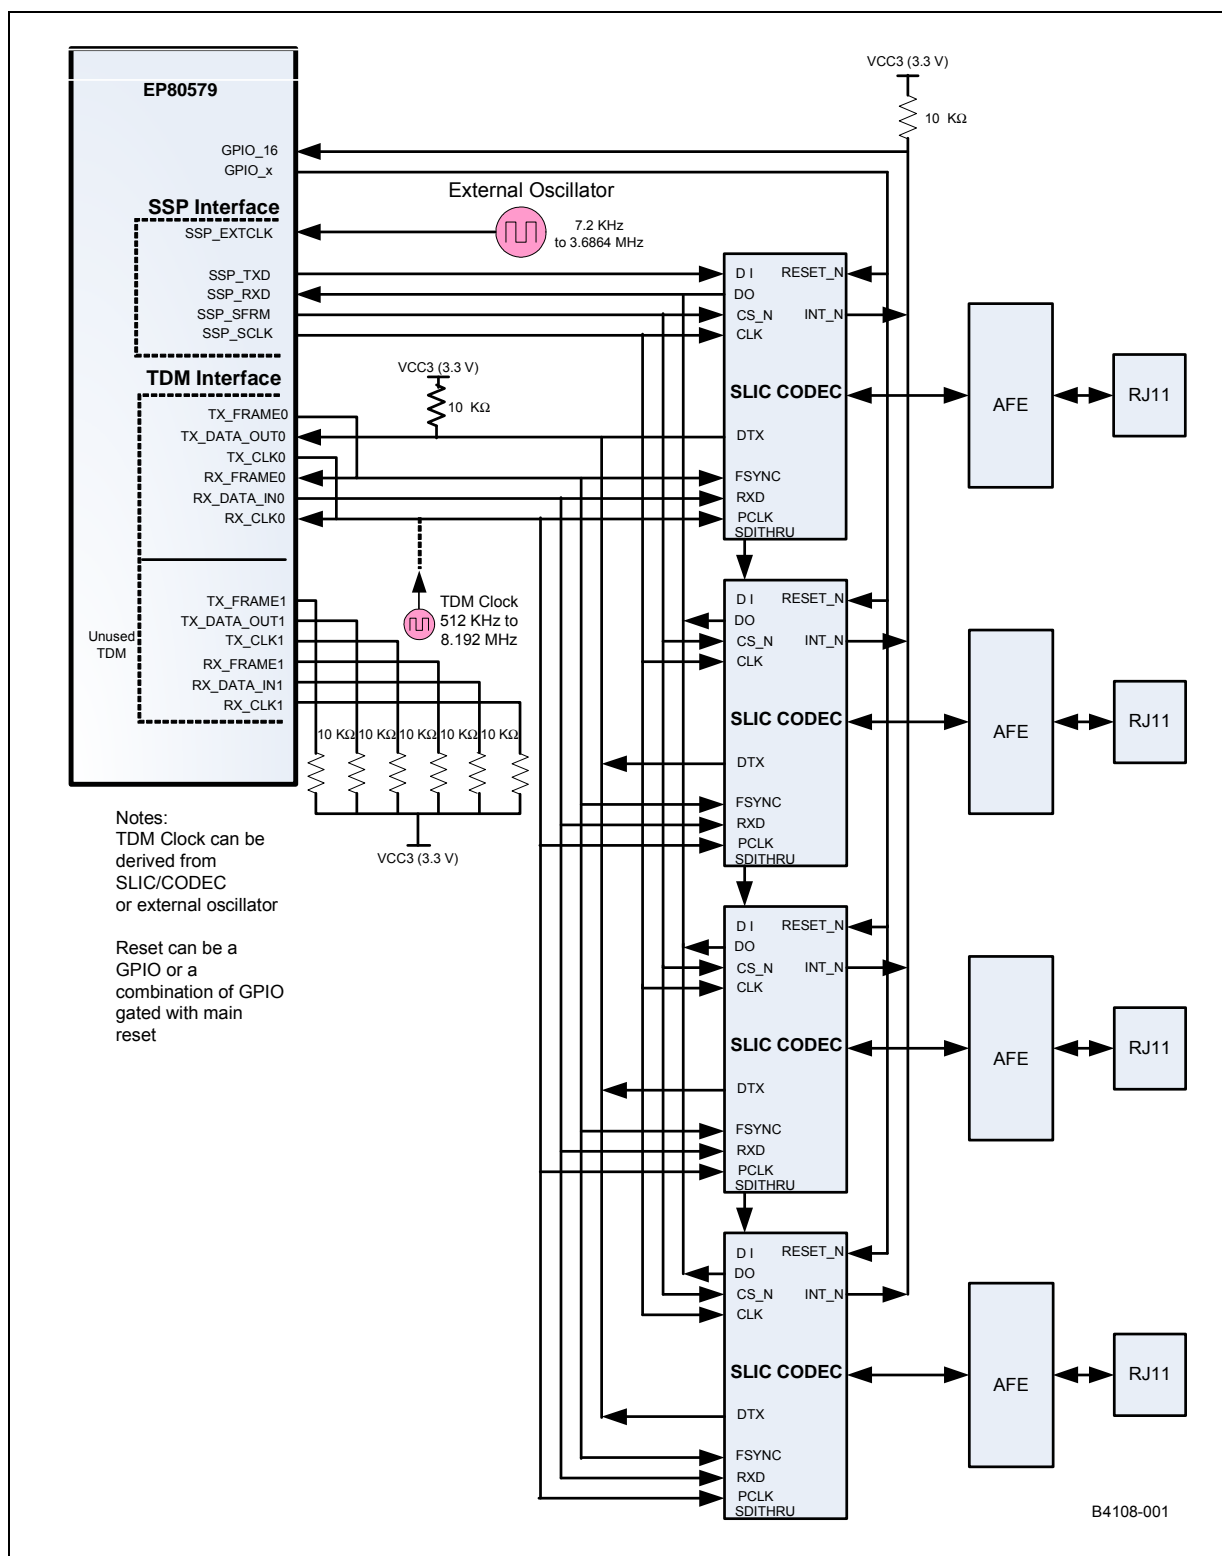 EP80579
GPIO_16
GPIO_x
SSP Interface
SSP_EXTCLK
SSP_TXD
SSP_RXD
SSP_SFRM
SSP_SCLK
TDM Interface
TX_FRAME0
TX_DATA_OUT0
TX_CLK0
RX_FRAME0
RX_DATA_IN0
RX_CLK0
Unused
TDM
TX_FRAME1
TX_DATA_OUT1
TX_CLK1
RX_FRAME1
RX_DATA_IN1
RX_CLK1
10 KΩ 10 KΩ 10 KΩ 10 KΩ 10 KΩ
VCC3 (3.3 V)
Notes:
TDM Clock can be
derived from
SLIC/CODEC
or external oscillator
Reset can be a
GPIO or a
combination of GPIO
gated with main
reset
External Oscillator
7.2 KHz
to 3.6864 MHz
VCC3 (3.3 V)
10 KΩ
TDM Clock
512 KHz to
8.192 MHz
VCC3 (3.3 V)
10 KΩ
D I RESET_N
DO
CS_N INT_N
CLK
SLIC CODEC
DTX
FSYNC
RXD
PCLK
SDITHRU
AFE
RJ11
D I RESET_N
DO
CS_N INT_N
CLK
SLIC CODEC
DTX
FSYNC
RXD
PCLK
SDITHRU
AFE
RJ11
D I RESET_N
DO
CS_N INT_N
CLK
SLIC CODEC
DTX
FSYNC
RXD
PCLK
SDITHRU
AFE
RJ11
D I RESET_N
DO
CS_N INT_N
CLK
SLIC CODEC
DTX
FSYNC
RXD
PCLK
SDITHRU
AFE
RJ11
B4108-001